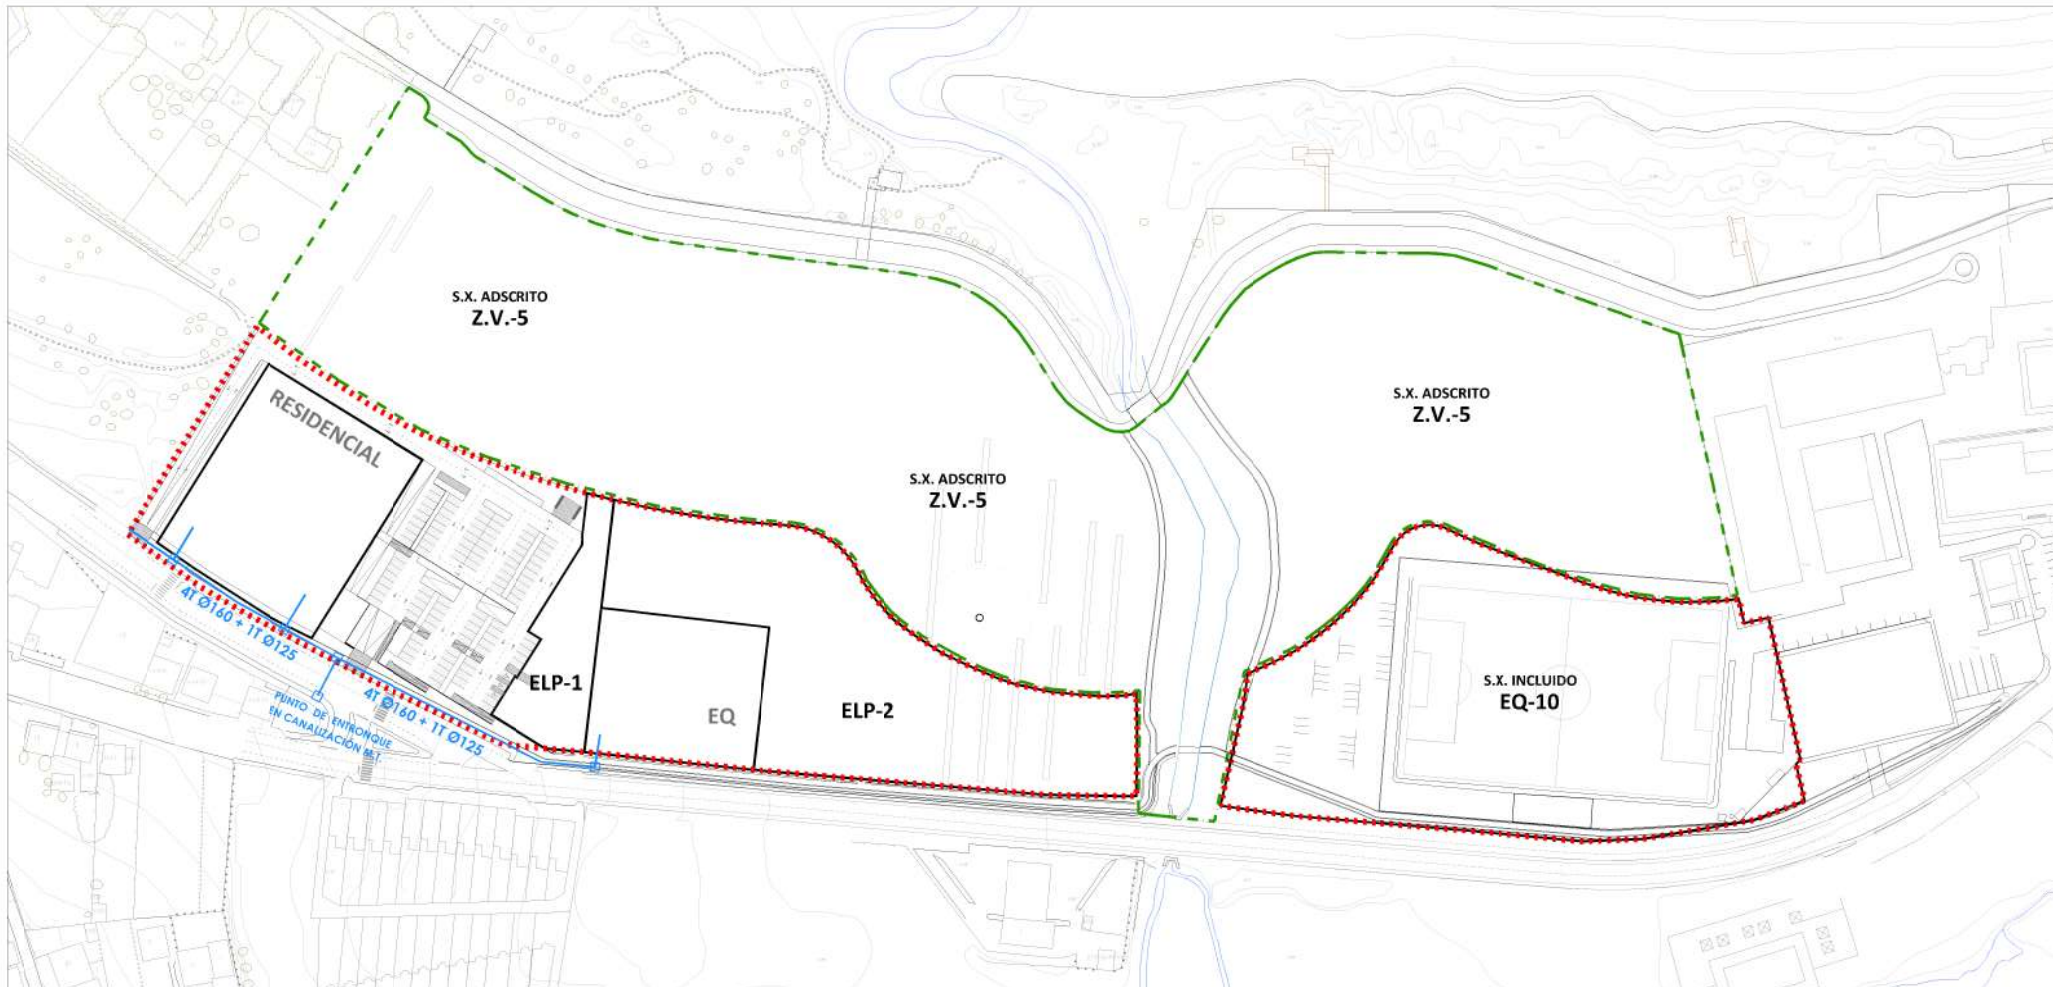 S.X. ADSCRITO
Z.V.-5
S.X. ADSCRITO
Z.V.-5
RESIDENCIAL
S.X. ADSCRITO
Z.V.-5
4T Ø160 + 1T Ø125
ELP-1
EQ
ELP-2
S.X. INCLUIDO
EQ-10
4T Ø160 + 1T Ø125
PUNTO DE ENTRONQUE
EN CANALIZACIÓN M.T.